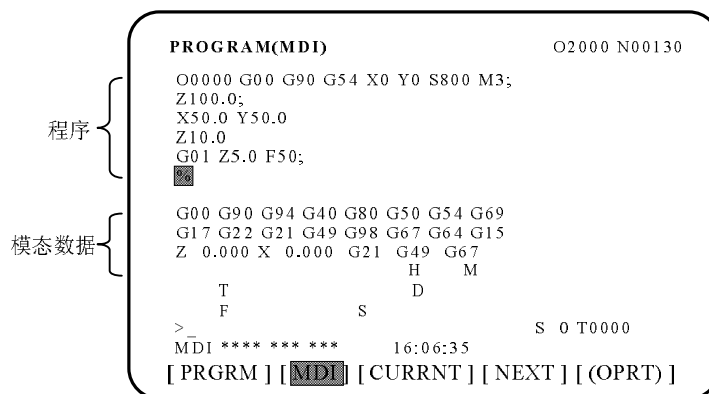 PROGRAM(MDI) O2000 N00130
O0000 G00 G90 G54 X0 Y0 S800 M3;
Z100.0;
X50.0 Y50.0
程序
Z10.0
G01 Z5.0 F50;
%
G00 G90 G94 G40 G80 G50 G54 G69
G17 G22 G21 G49 G98 G67 G64 G15
模态数据
Z 0.000 X 0.000 G21 G49 G67
H M
T D
F S
>_ S 0 T0000
MDI **** *** *** 16:06:35
[ PRGRM ] [ MDI ] [ CURRNT ] [ NEXT ] [ (OPRT) ]